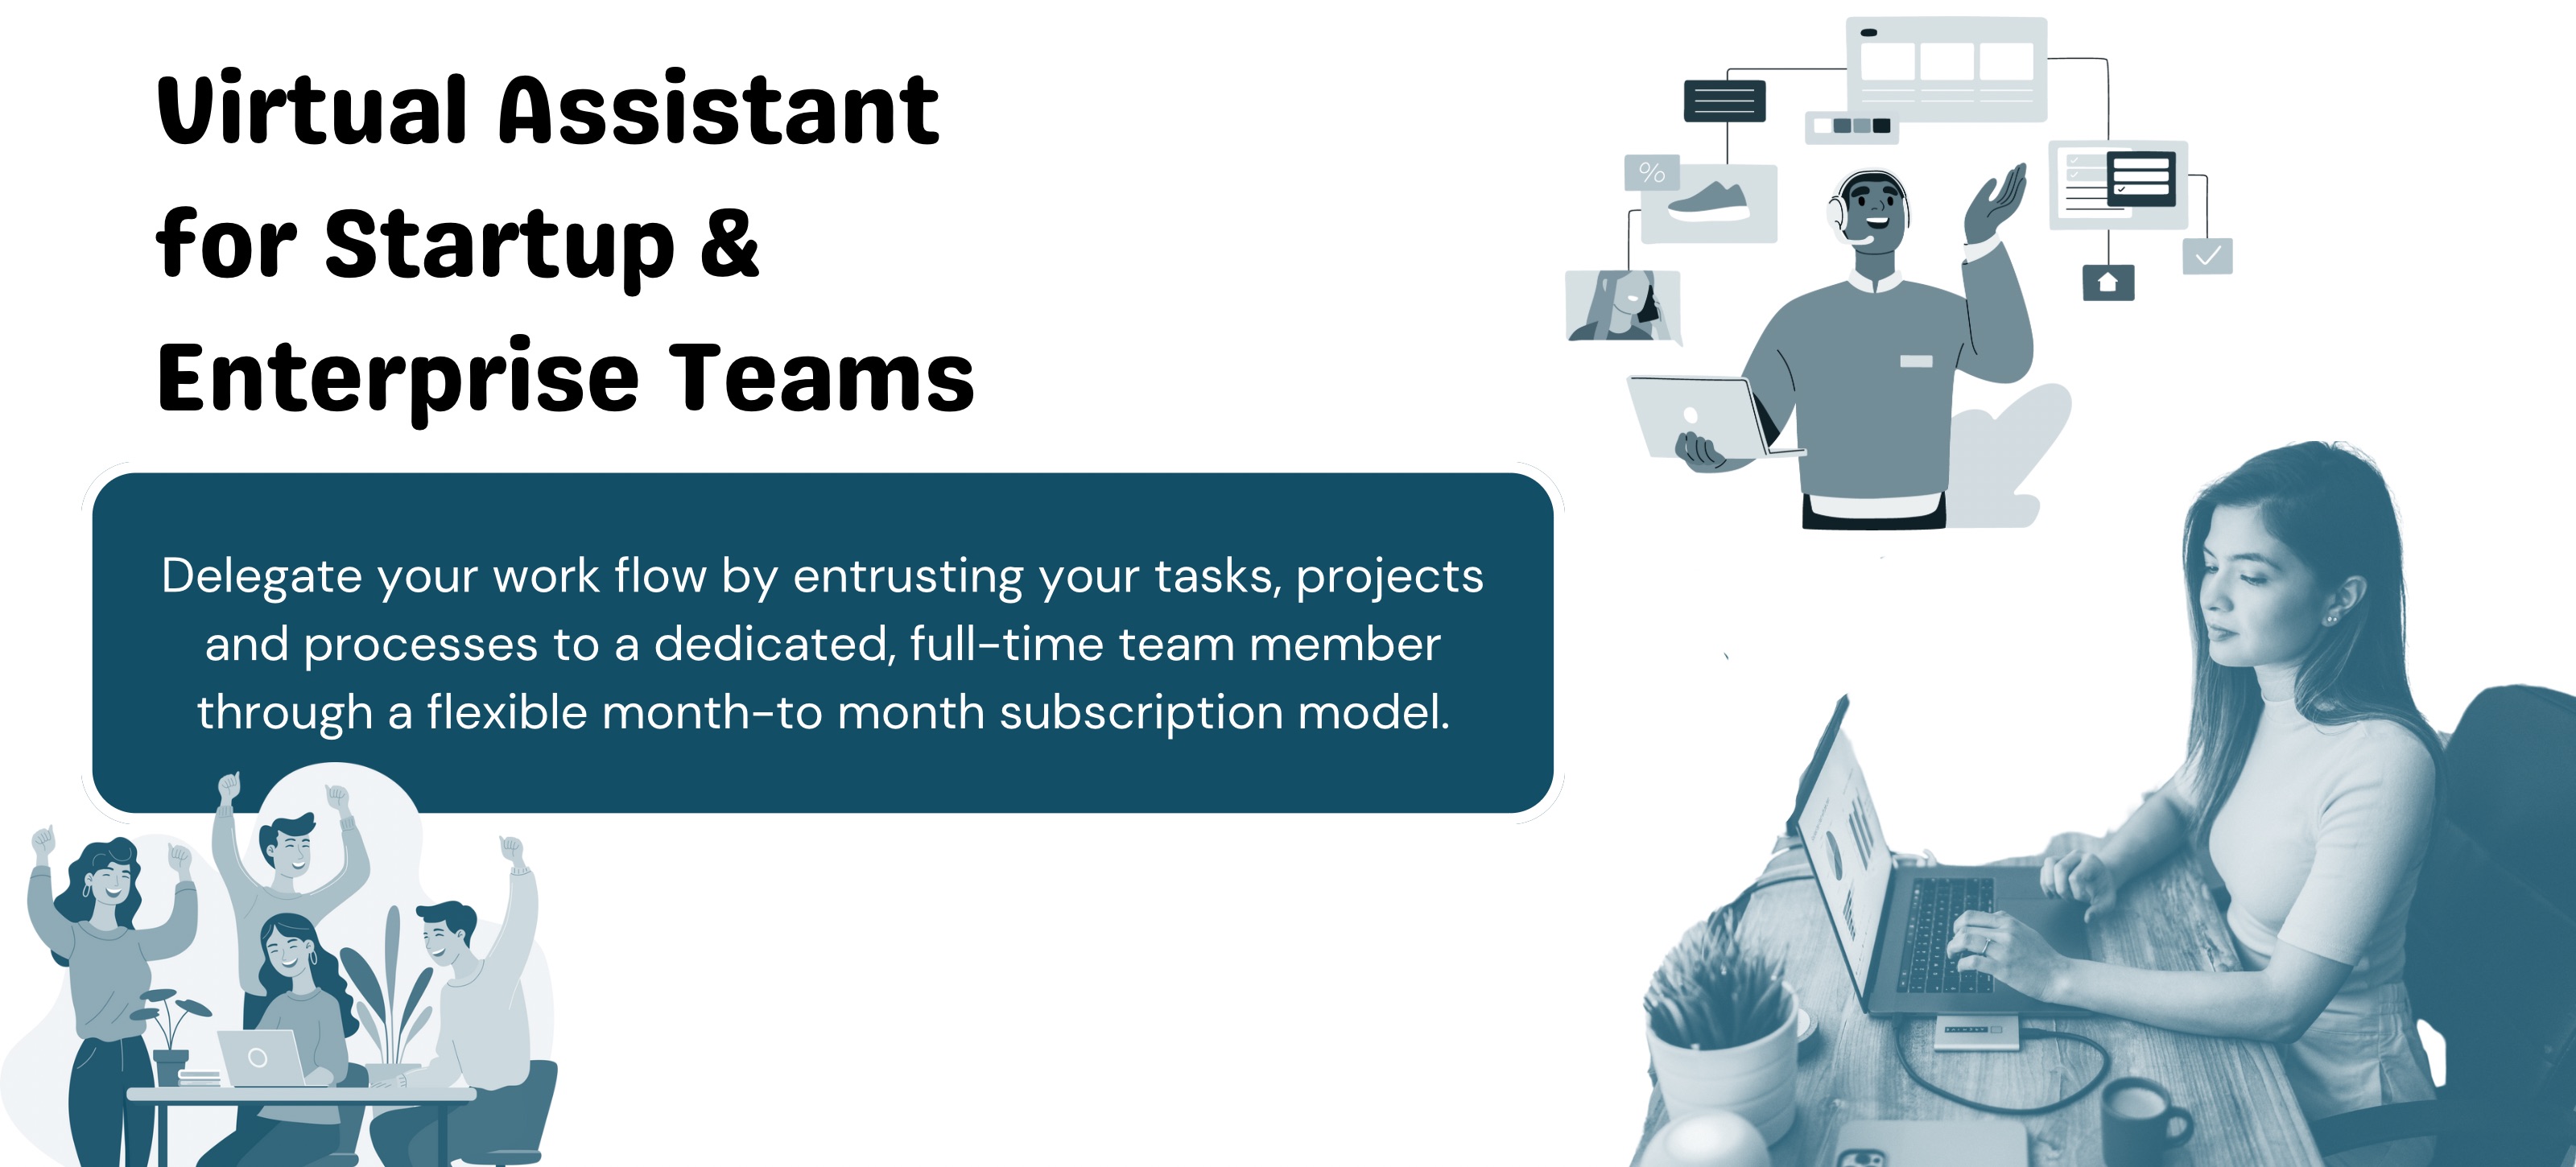 Virtual Assistant
for Startup &
Enterprise Teams
%
Delegate your work flow by entrusting your tasks, projects
and processes to a dedicated, full-time team member
through a flexible month-to month subscription model.